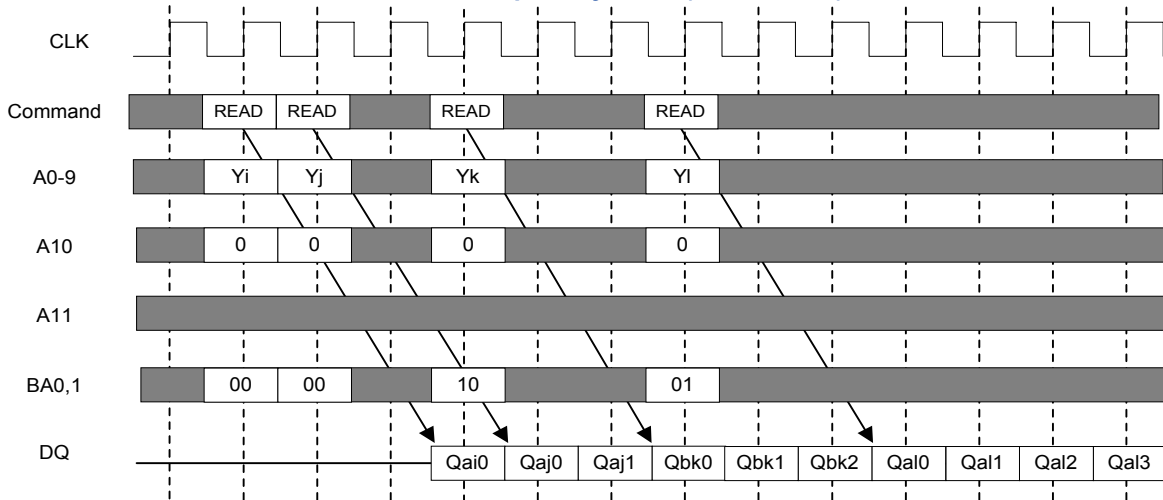 CLK
Command READ READ READ READ
A0-9 Yi Yj Yk Yl
A10 0 0 0 0
A11
BA0,1 00 00 10 01
DQ Qai0 Qaj0 Qaj1 Qbk0 Qbk1 Qbk2 Qal0 Qal1 Qal2 Qal3